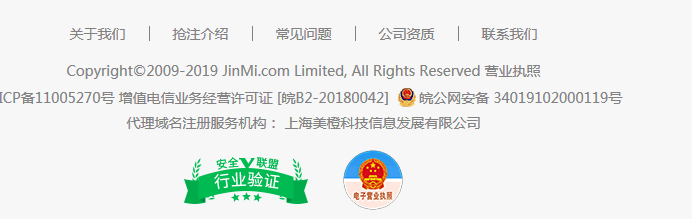 关于我们 | 抢注介绍 | 常见问题 | 公司资质 | 联系我们
Copyright©2009-2019 JinMi.com Limited, All Rights Reserved 营业执照
ICP备11005270号 增值电信业务经营许可证 [皖B2-20180042] 皖公网安备 34019102000119号
代理域名注册服务机构： 上海美橙科技信息发展有限公司
安全V联盟
行业验证
电子营业执照